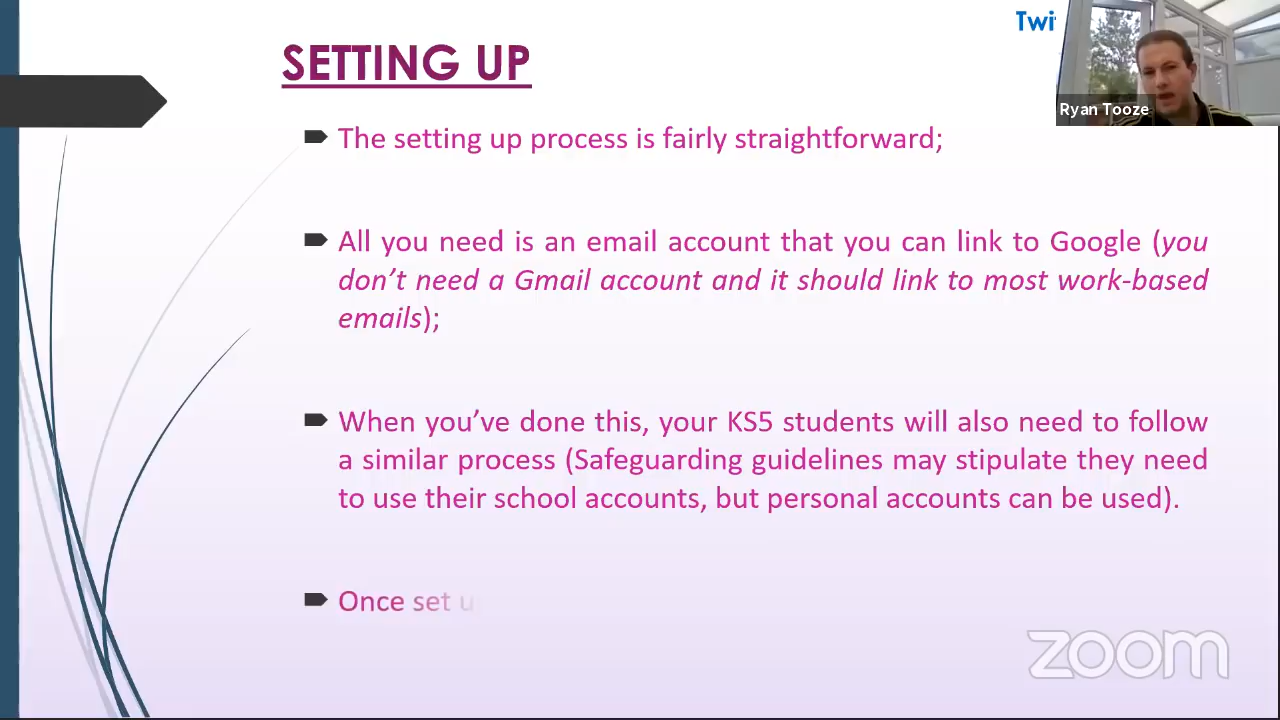 SETTING UP
Twi
Ryan Tooze
The setting up process is fairly straightforward;
All you need is an email account that you can link to Google (you
don’t need a Gmail account and it should link to most work-based
emails);
When you’ve done this, your KS5 students will also need to follow
a similar process (Safeguarding guidelines may stipulate they need
to use their school accounts, but personal accounts can be used).
Once set u
zoom